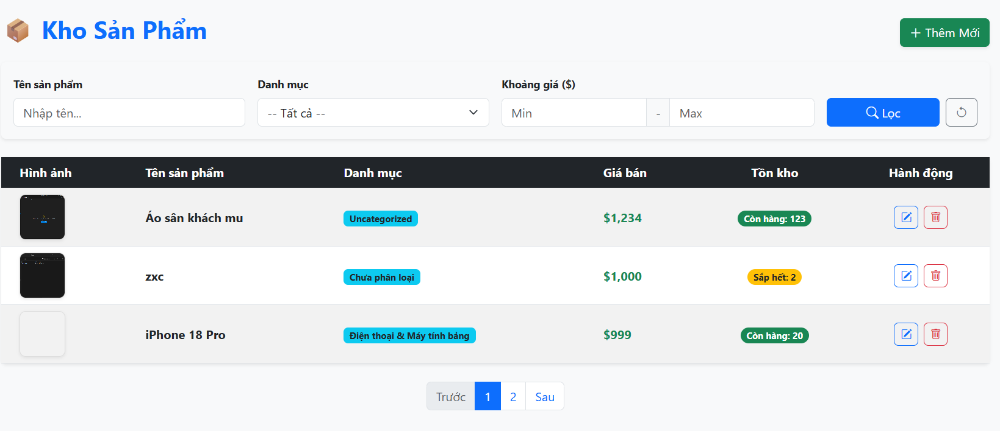 Kho Sản Phẩm
+ Thêm Mới
Tên sản phẩm Danh mục Khoảng giá ($)
Nhập tên... -- Tất cả -- Min - Max Lọc
Hình ảnh Tên sản phẩm Danh mục Giá bán Tồn kho Hành động
Áo sân khách mu Uncategorized $1,234 Còn hàng: 123
zxc Chưa phân loại $1,000 Sắp hết: 2
iPhone 18 Pro Điện thoại & Máy tính bảng $999 Còn hàng: 20
Trước 1 2 Sau